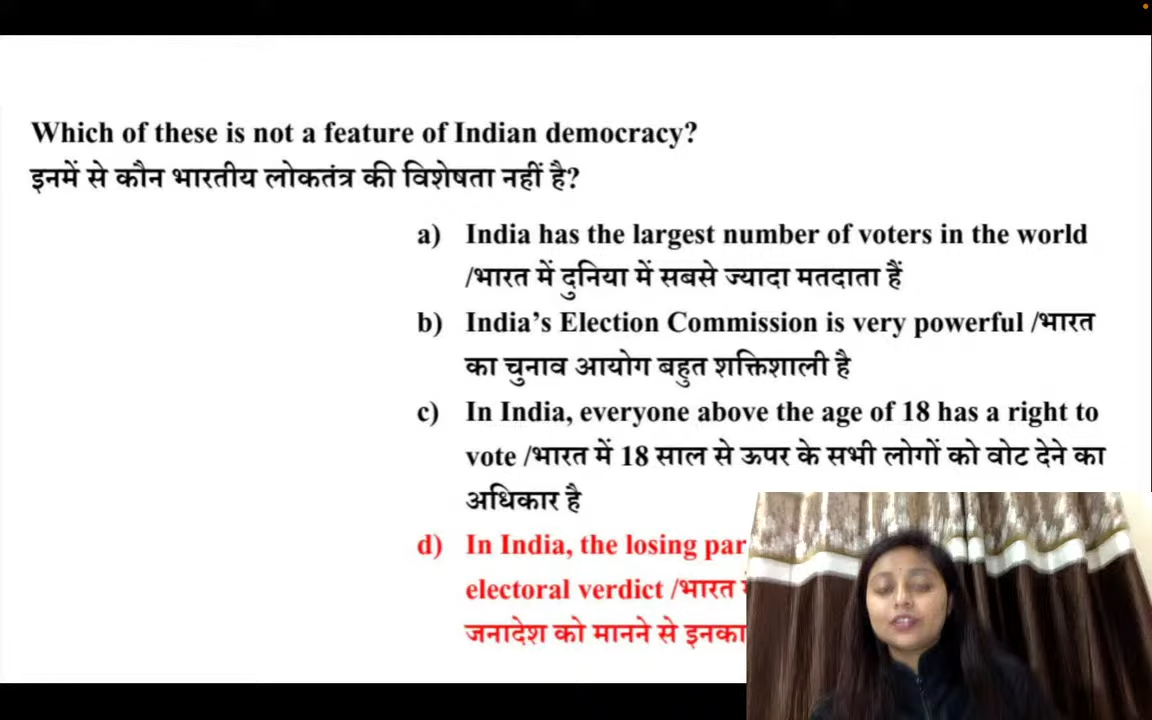 Which of these is not a feature of Indian democracy?
इनमें से कौन भारतीय लोकतंत्र की विशेषता नहीं है?
a) India has the largest number of voters in the world
/भारत में दुनिया में सबसे ज्यादा मतदाता हैं
b) India’s Election Commission is very powerful /भारत
का चुनाव आयोग बहुत शक्तिशाली है
c) In India, everyone above the age of 18 has a right to
vote /भारत में 18 साल से ऊपर के सभी लोगों को वोट देने का
अधिकार है
d) In India, the losing
electoral verdict /भारत
जनादेश को मानने से